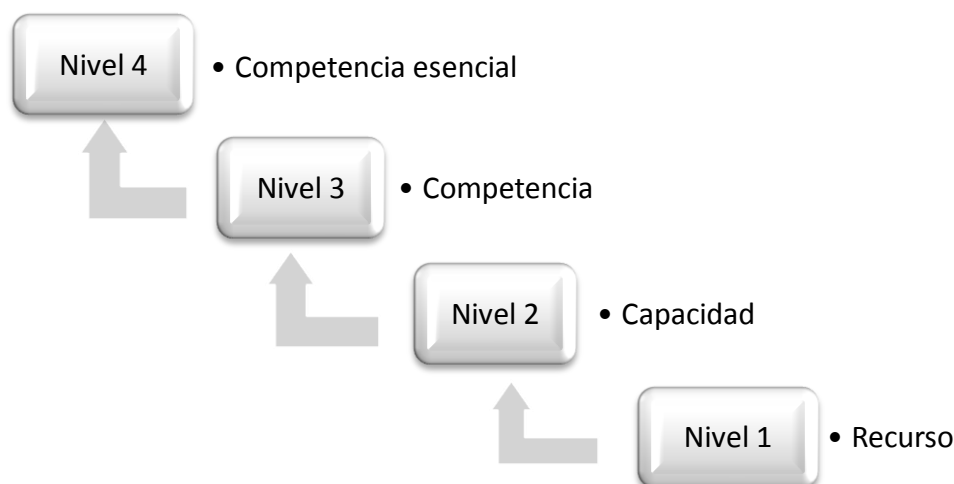 Nivel 4
• Competencia esencial
Nivel 3
• Competencia
Nivel 2
• Capacidad
Nivel 1
• Recurso